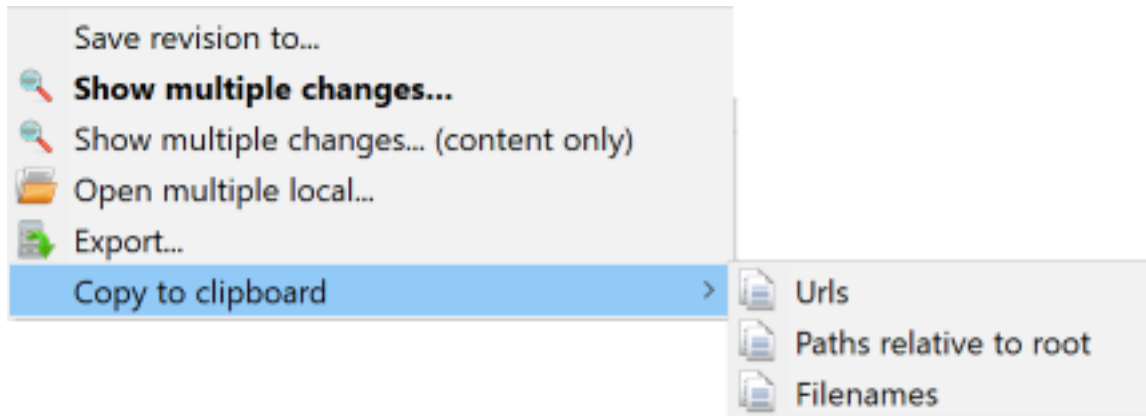 Save revision to...
Show multiple changes...
Show multiple changes... (content only)
Open multiple local...
Export...
Copy to clipboard
Urls
Paths relative to root
Filenames